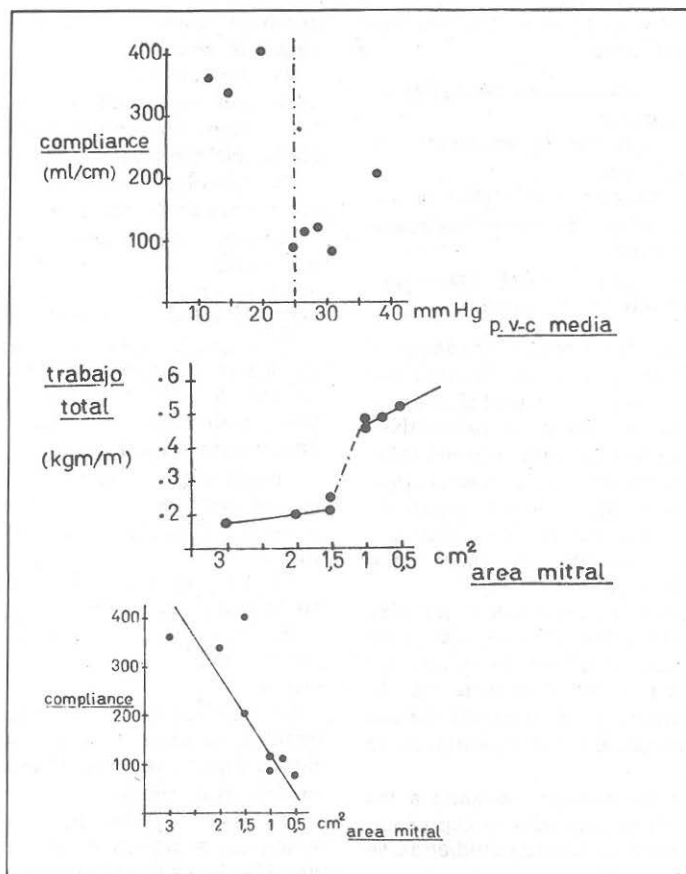 400
300
compliance
(ml/cm)
200
100
10 20 30 mmHg 40
p. v-c media
trabajo
total
(kgm/m)
.6
.5
.4
.3
.2
3 2 1,5 1 0,5 cm²
area mitral
400
300
compliance
200
100
3 2 1,5 1 0,5 cm²
area mitral